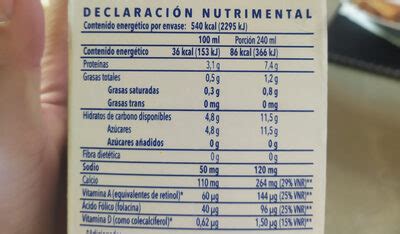 DECLARACIÓN NUTRIMENTAL
Contenido energético por envase: 540 kcal (2295 kJ)
100 ml Porción 240 ml
Contenido energético 36 kcal (153 kJ) 86 kcal (366 kJ)
Proteínas 3,1 g 7,4 g
Grasas totales 0,5 g 1,2 g
Grasas saturadas 0,3 g 0,8 g
Grasas trans 0 mg 0 mg
Hidratos de carbono disponibles 4,8 g 11,5 g
Azúcares 4,8 g 11,5 g
Azúcares añadidos 0 g 0 g
Fibra dietética 0 g 0 g
Sodio 50 mg 120 mg
Calcio 110 mg 264 mg (29% VNR)**
Vitamina A (equivalentes de retinol)* 60 µg 144 µg (25% VNR)**
Ácido Fólico (folacina) 40 µg 96 µg (25% VNR)**
Vitamina D (como colecalciferol)* 0,62 µg 1,50 µg (15% VNR)**